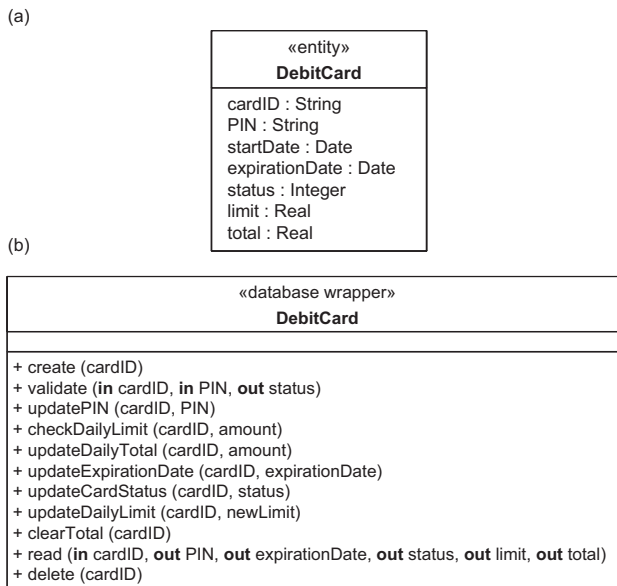 (a)
«entity»
DebitCard
cardID : String
PIN : String
startDate : Date
expirationDate : Date
status : Integer
limit : Real
total : Real
(b)
«database wrapper»
DebitCard
+ create (cardID)
+ validate (in cardID, in PIN, out status)
+ updatePIN (cardID, PIN)
+ checkDailyLimit (cardID, amount)
+ updateDailyTotal (cardID, amount)
+ updateExpirationDate (cardID, expirationDate)
+ updateCardStatus (cardID, status)
+ updateDailyLimit (cardID, newLimit)
+ clearTotal (cardID)
+ read (in cardID, out PIN, out expirationDate, out status, out limit, out total)
+ delete (cardID)